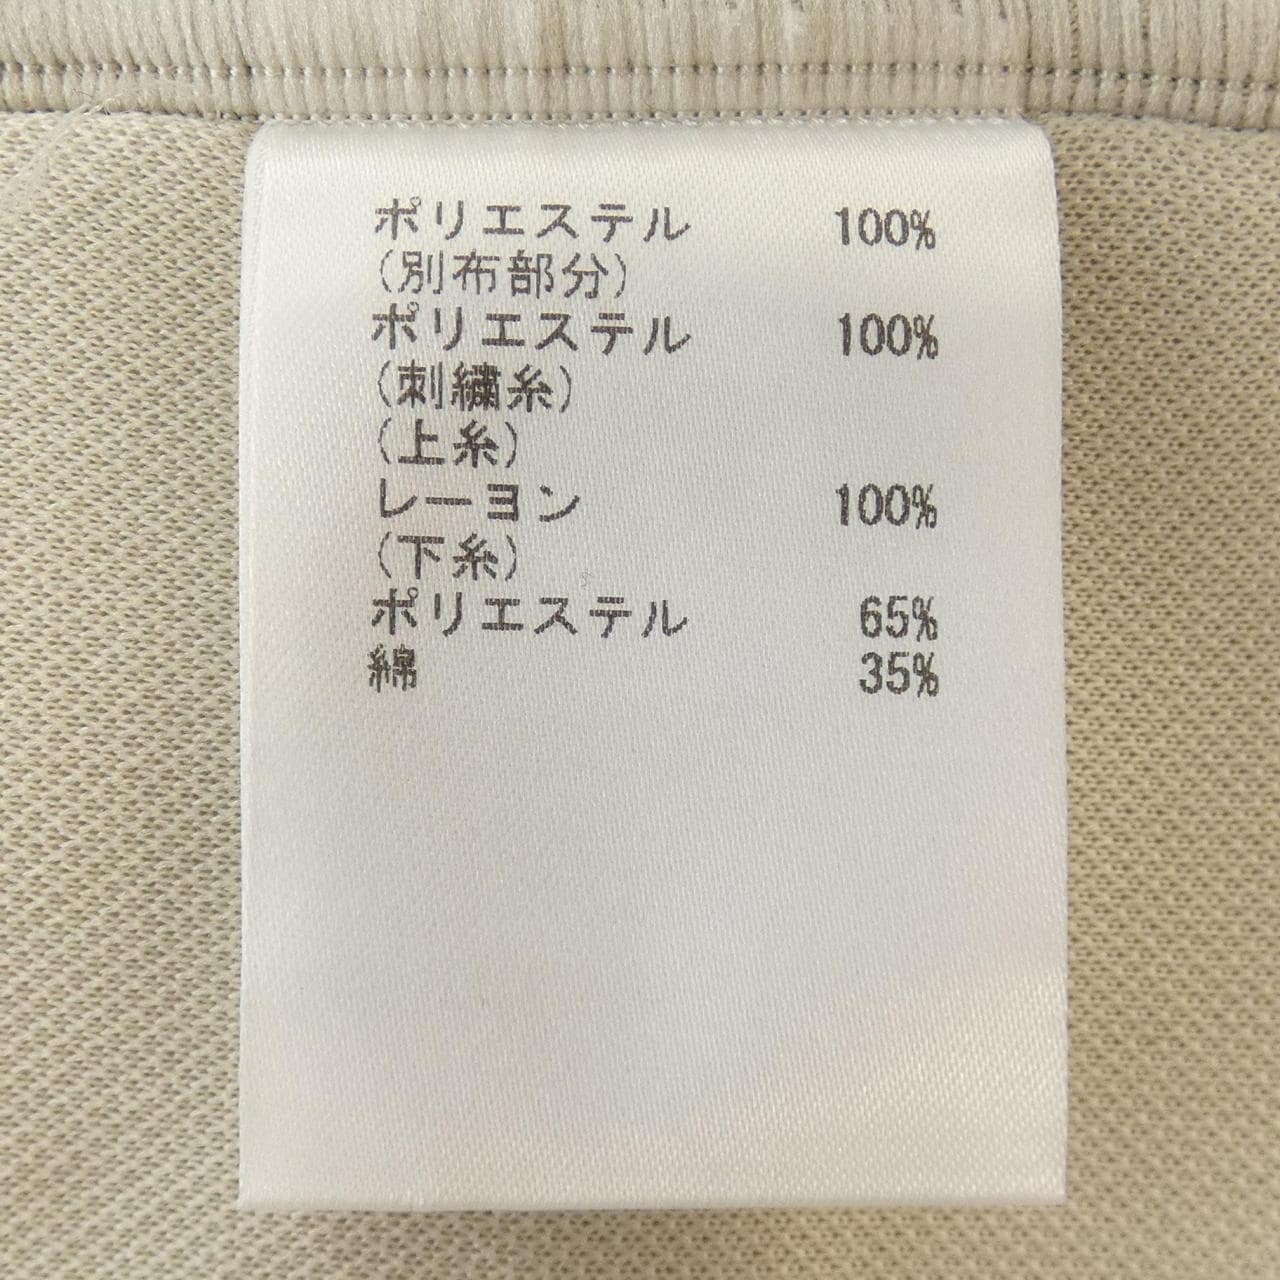 ポリエステル 100%
(別布部分)
ポリエステル 100%
(刺繍糸)
(上糸)
レーヨン 100%
(下糸)
ポリエステル 65%
綿 35%